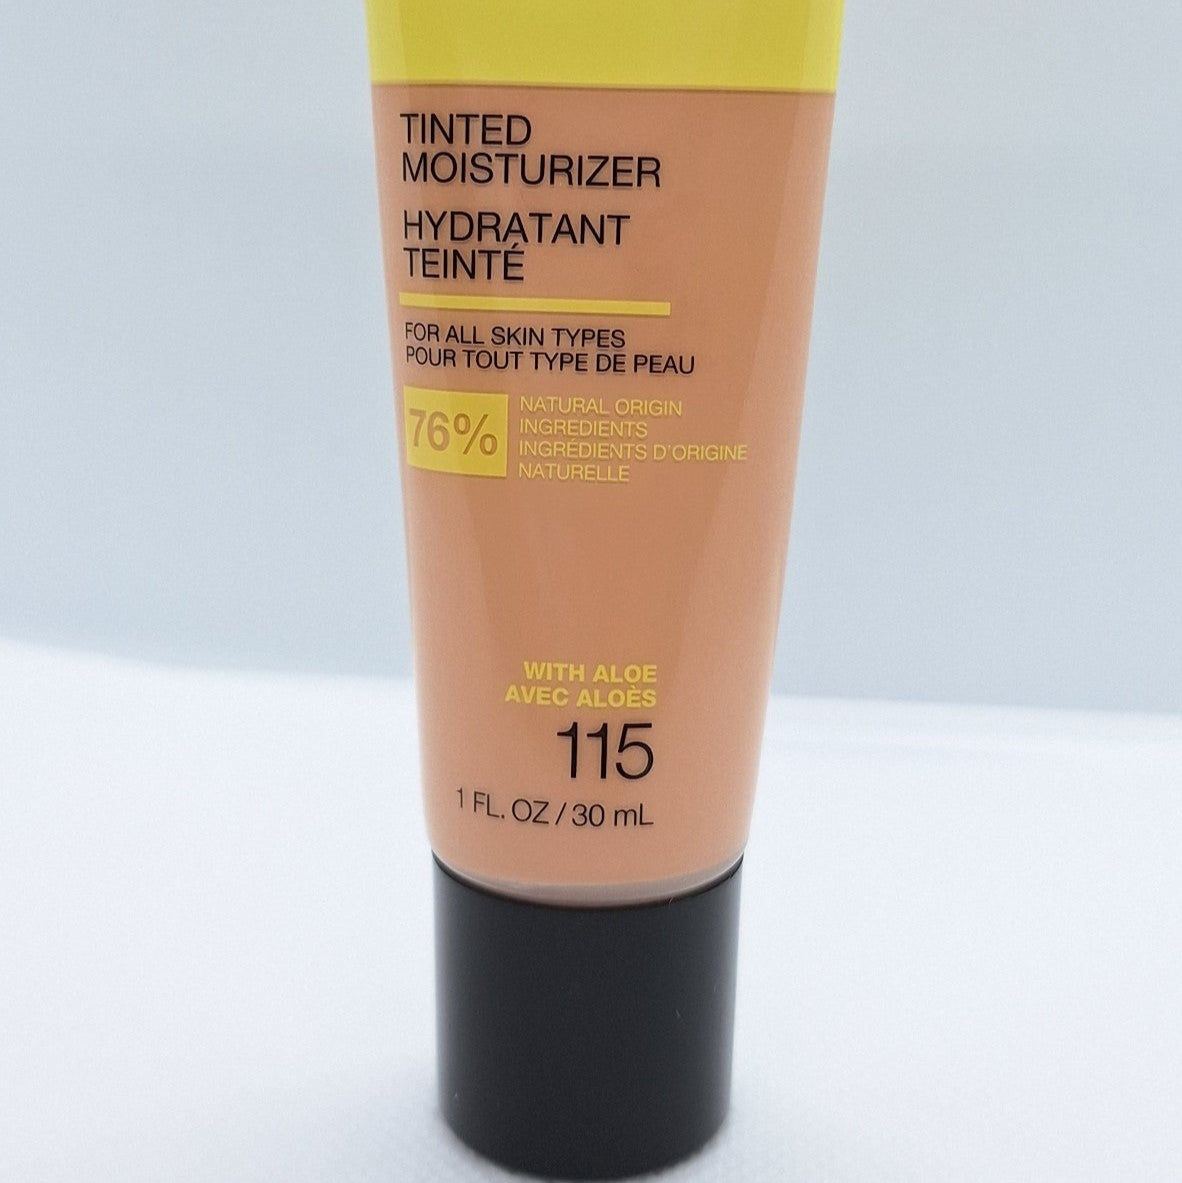 TINTED
MOISTURIZER
HYDRATANT
TEINTÉ
FOR ALL SKIN TYPES
POUR TOUT TYPE DE PEAU
76%
NATURAL ORIGIN
INGREDIENTS
INGRÉDIENTS D'ORIGINE
NATURELLE
WITH ALOE
AVEC ALOÈS
115
1 FL. OZ / 30 mL